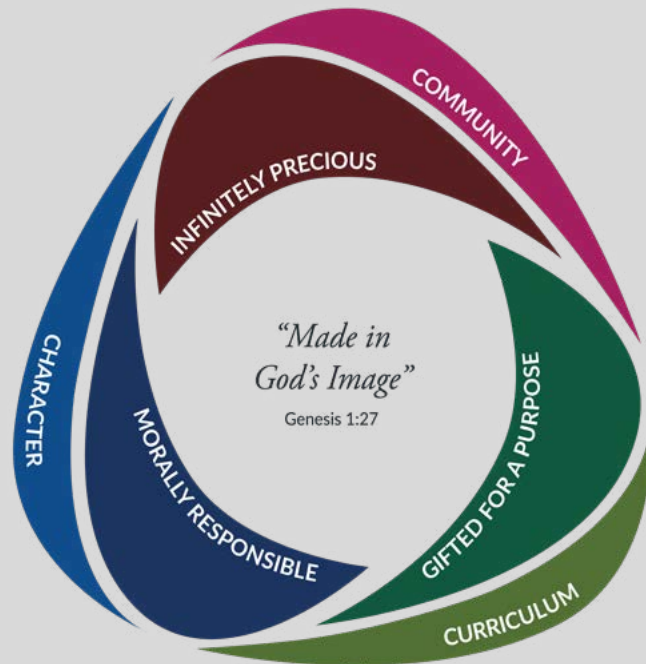 COMMUNITY
INFINITELY PRECIOUS
“Made in
God’s Image”
Genesis 1:27
CHARACTER
MORALLY RESPONSIBLE
GIFTED FOR A PURPOSE
CURRICULUM